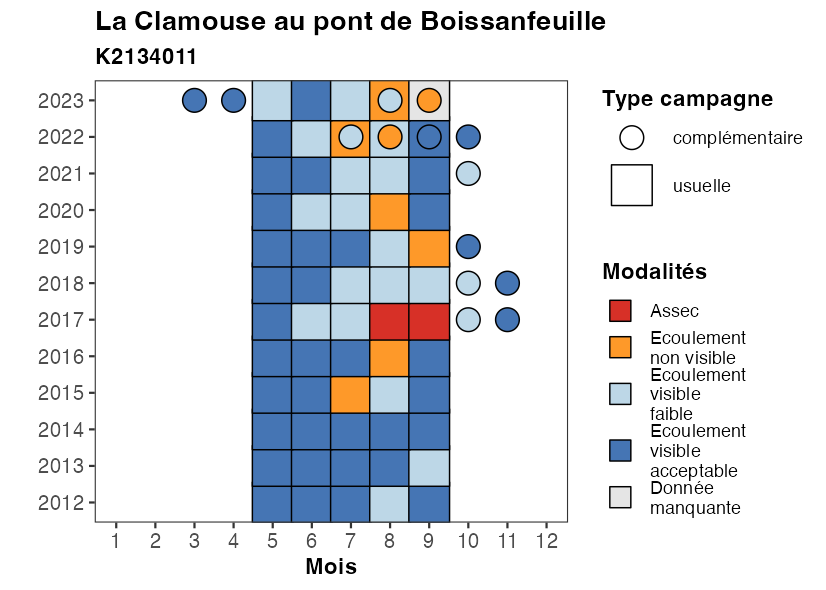 La Clamouse au pont de Boissanfeuille
K2134011
2023
2022
2021
2020
2019
2018
2017
2016
2015
2014
2013
2012
1 2 3 4 5 6 7 8 9 10 11 12
Mois
Type campagne
complémentaire
usuelle
Modalités
Assec
Ecoulement
non visible
Ecoulement
visible
faible
Ecoulement
visible
acceptable
Donnée
manquante